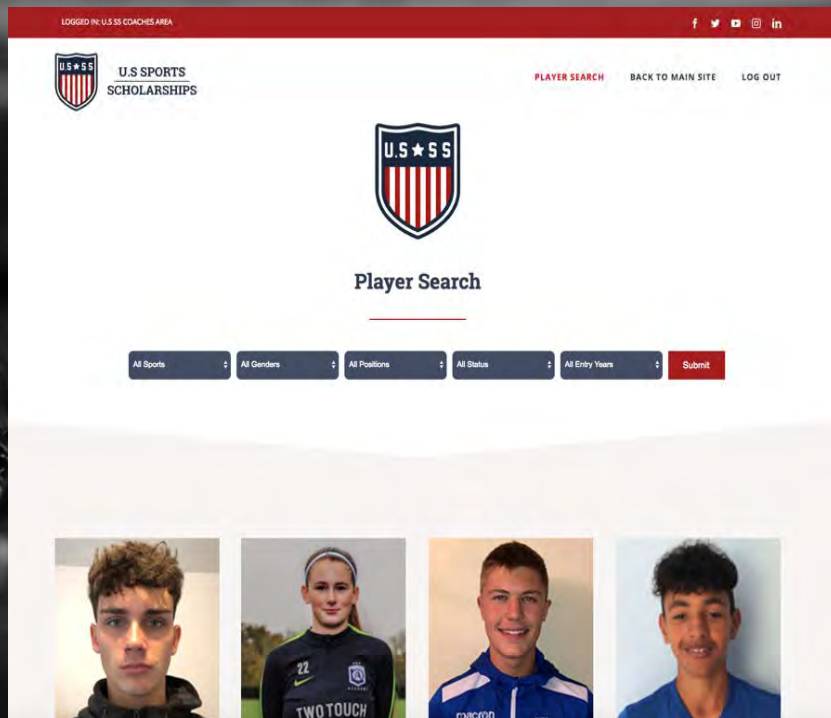 LOGGED IN: U.S SS COACHES AREA
U.S★SS
U.S SPORTS
SCHOLARSHIPS
PLAYER SEARCH BACK TO MAIN SITE LOG OUT
U.S★SS
Player Search
All Sports All Genders All Positions All Status All Entry Years Submit
22
TWO TOUCH
macron